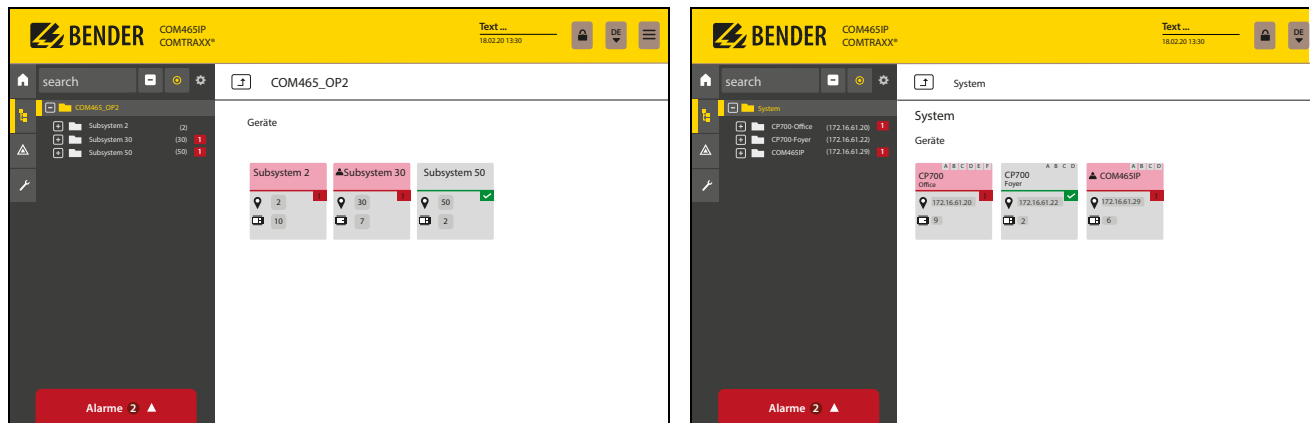 BENDER
COM465IP
COMTRAXX®
Text ...
18.02.20 13:30
DE
search
COM465_OP2
COM465_OP2
Subsystem 2 (2)
Subsystem 30 (30) 1
Subsystem 50 (50) 1
Geräte
Subsystem 2
2
10
Subsystem 30
30
7
Subsystem 50
50
2
Alarme 2
BENDER
COM465IP
COMTRAXX®
Text ...
18.02.20 13:30
DE
search
System
System
CP700-Office (172.16.61.20) 1
CP700-Foyer (172.16.61.22)
COM465IP (172.16.61.29) 1
System
Geräte
A B C D E F
CP700
Office
172.16.61.20
9
A B C D
CP700
Foyer
172.16.61.22
2
A B C D
COM465IP
172.16.61.29
6
Alarme 2